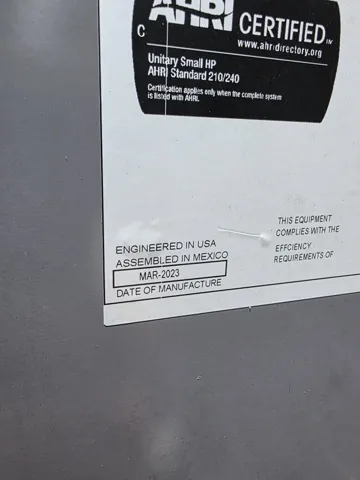 AHRI CERTIFIED™
C
www.ahridirectory.org
Unitary Small HP
AHRI Standard 210/240
Certification applies only when the complete system
is listed with AHRI.
THIS EQUIPMENT
COMPLIES WITH THE
EFFCIENCY
REQUIREMENTS OF
ENGINEERED IN USA
ASSEMBLED IN MEXICO
MAR-2023
DATE OF MANUFACTURE